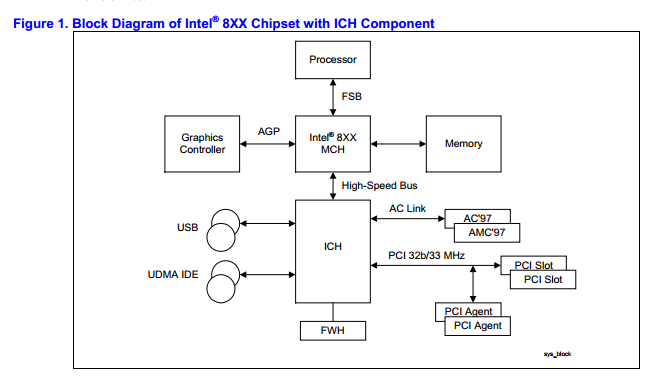 Figure 1. Block Diagram of Intel® 8XX Chipset with ICH Component
Processor
FSB
Graphics
Controller
AGP
Intel® 8XX
MCH
Memory
High-Speed Bus
AC Link
AC'97
AMC'97
USB
ICH
PCI 32b/33 MHz
PCI Slot
PCI Slot
UDMA IDE
PCI Agent
PCI Agent
FWH
sys_block